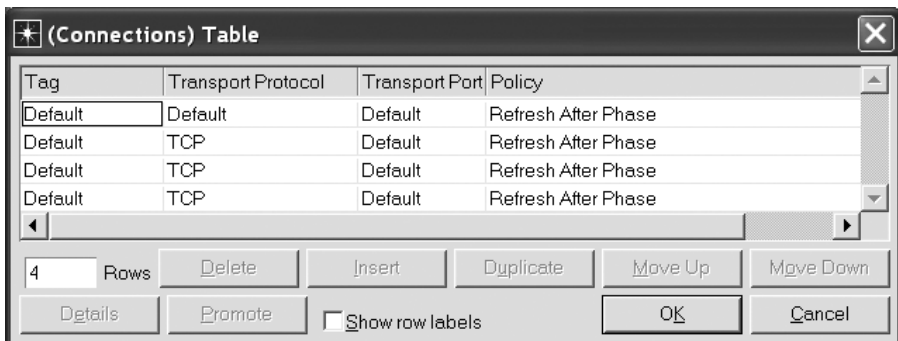 (Connections) Table
Tag Transport Protocol Transport Port Policy
Default Default Default Refresh After Phase
Default TCP Default Refresh After Phase
Default TCP Default Refresh After Phase
Default TCP Default Refresh After Phase
4 Rows Delete Insert Duplicate Move Up Move Down
Details Promote Show row labels OK Cancel